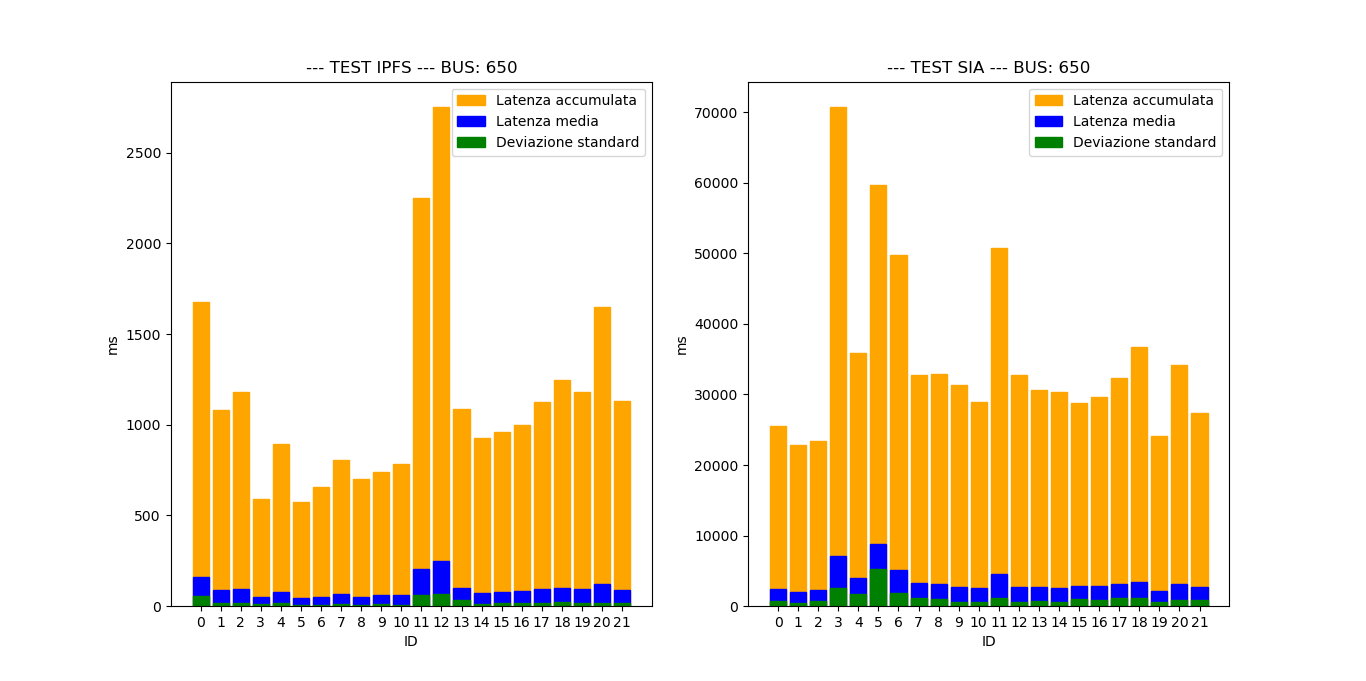 --- TEST IPFS --- BUS: 650
Latenza accumulata
Latenza media
Deviazione standard
2500
2000
1500
1000
500
0
ms
0 1 2 3 4 5 6 7 8 9 10 11 12 13 14 15 16 17 18 19 20 21
ID
--- TEST SIA --- BUS: 650
Latenza accumulata
Latenza media
Deviazione standard
70000
60000
50000
40000
30000
20000
10000
0
ms
0 1 2 3 4 5 6 7 8 9 10 11 12 13 14 15 16 17 18 19 20 21
ID